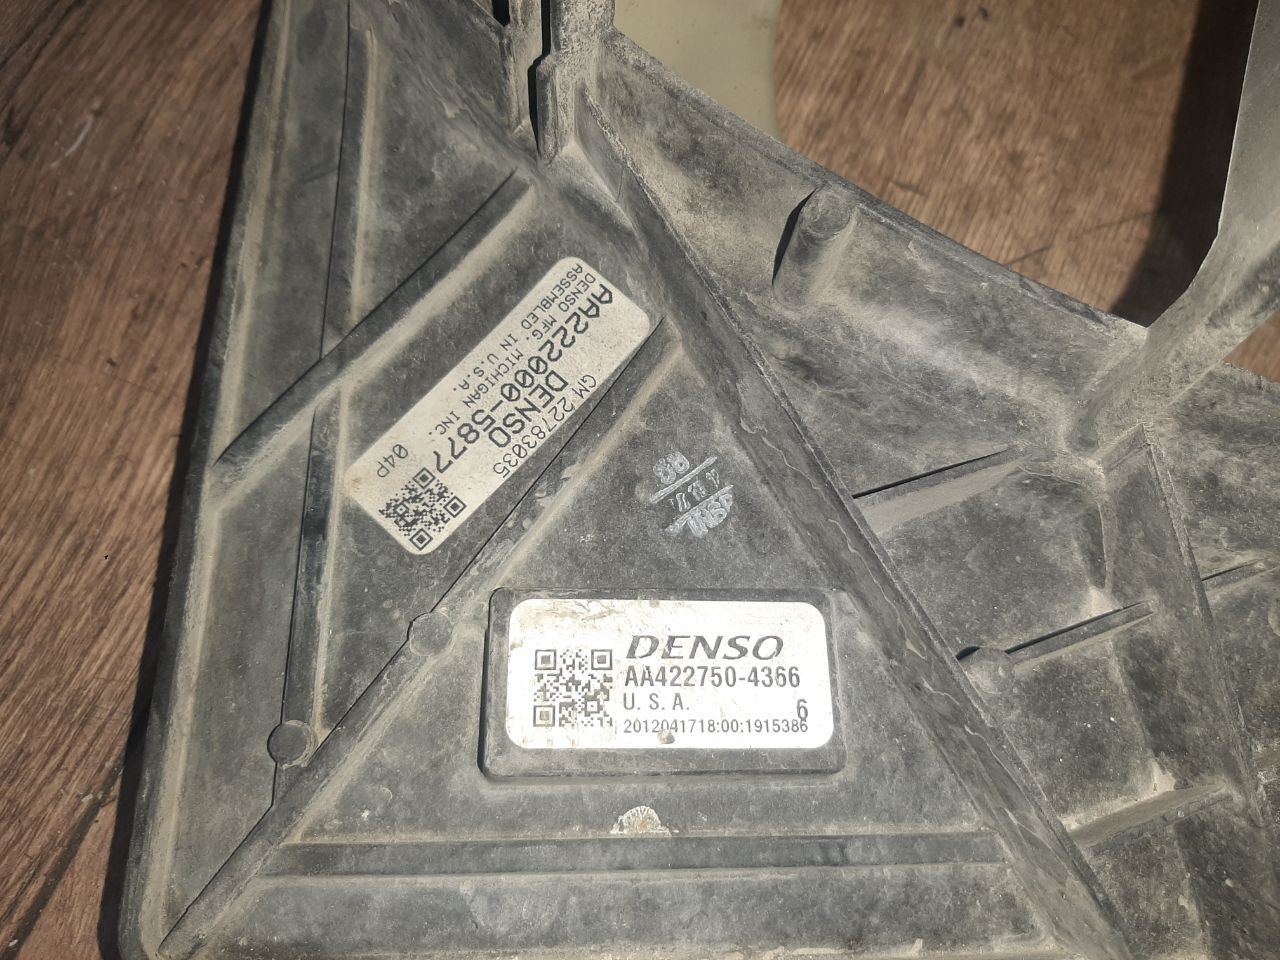 GM 22783035
DENSO
AA222000-5877
DENSO MFG. MICHIGAN INC. 04P
ASSEMBLED IN U.S.A.
DENSO
AA422750-4366
U.S.A. 6
2012041718:00:1915386